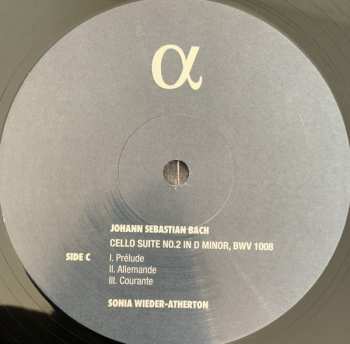 α
JOHANN SEBASTIAN BACH
CELLO SUITE NO.2 IN D MINOR, BWV 1008
SIDE C
I. Prélude
II. Allemande
III. Courante
SONIA WIEDER-ATHERTON